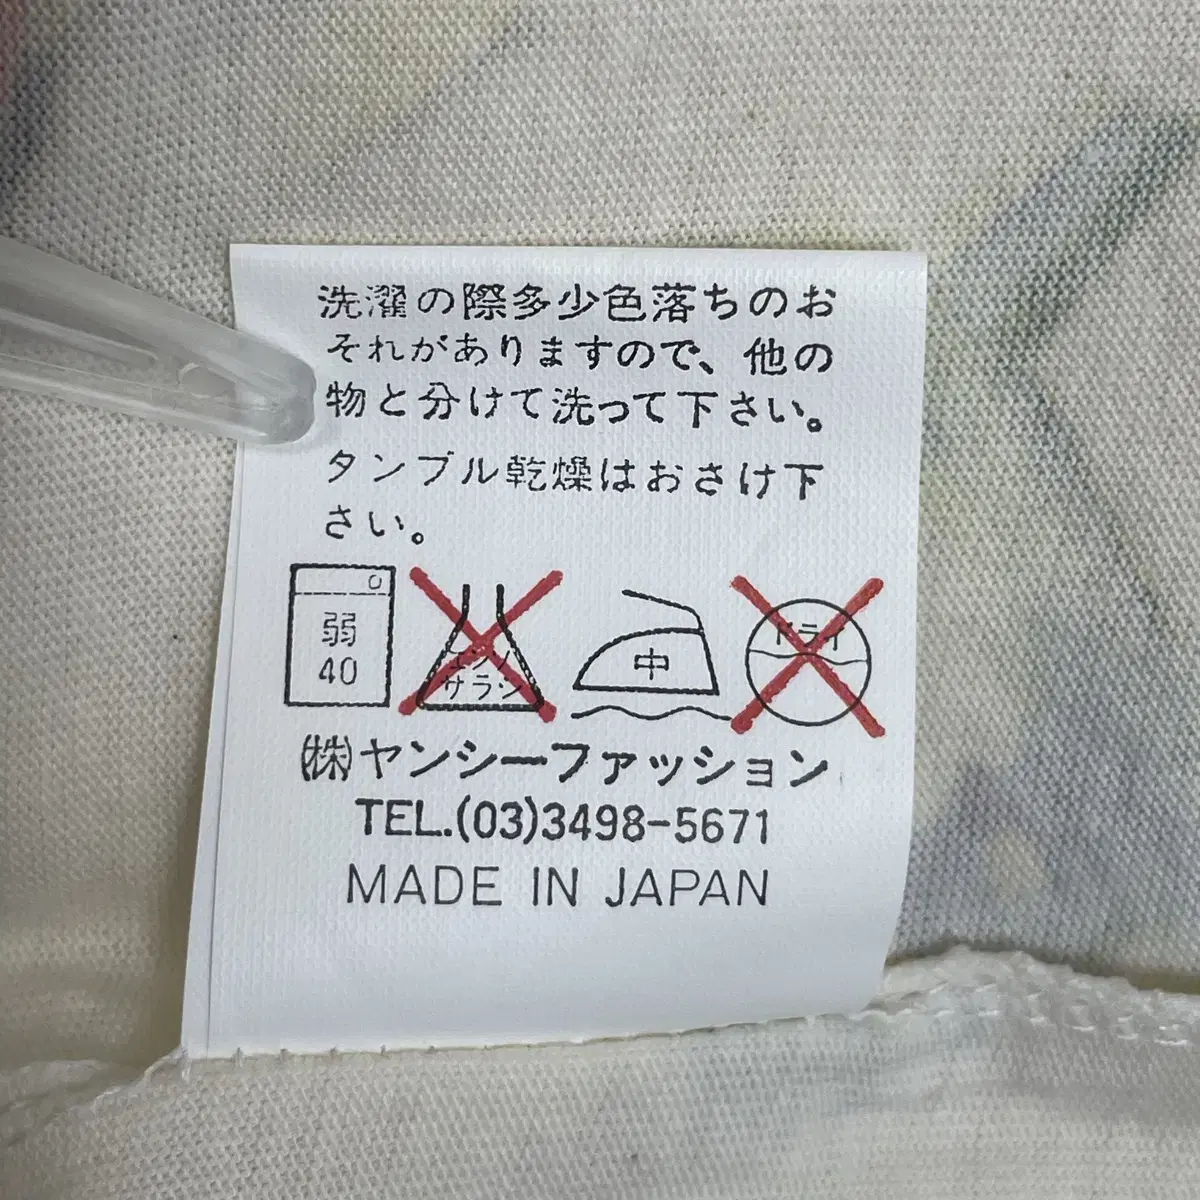 洗濯の際多少色落ちのお
それがありますので、他の
物と分けて洗って下さい。
タンブル乾燥はおさけ下
さい。
弱
40
エンソ
サラシ
中
ドライ
(株)ヤンシーファッション
TEL.(03)3498-5671
MADE IN JAPAN